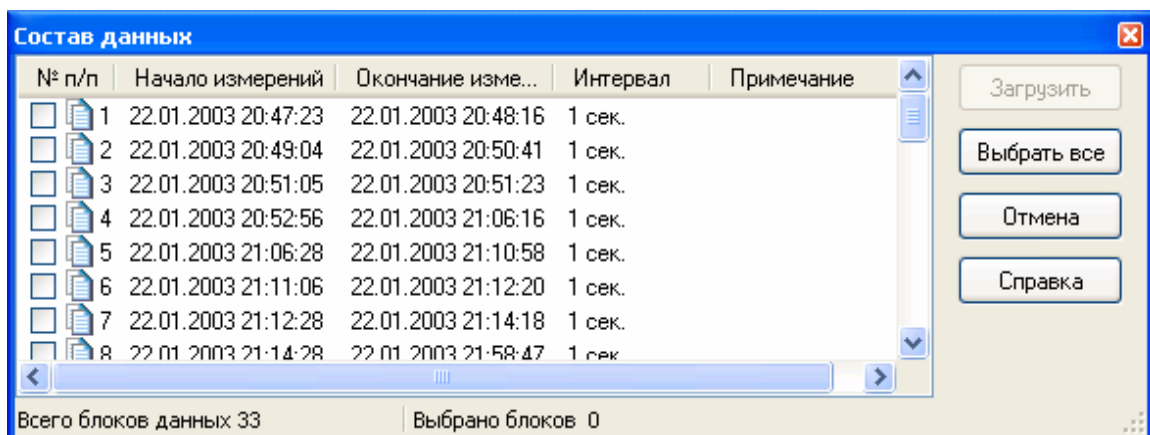 Состав данных
№ п/п Начало измерений Окончание изме... Интервал Примечание
1 22.01.2003 20:47:23 22.01.2003 20:48:16 1 сек.
2 22.01.2003 20:49:04 22.01.2003 20:50:41 1 сек.
3 22.01.2003 20:51:05 22.01.2003 20:51:23 1 сек.
4 22.01.2003 20:52:56 22.01.2003 21:06:16 1 сек.
5 22.01.2003 21:06:28 22.01.2003 21:10:58 1 сек.
6 22.01.2003 21:11:06 22.01.2003 21:12:20 1 сек.
7 22.01.2003 21:12:28 22.01.2003 21:14:18 1 сек.
8 22.01.2003 21:14:28 22.01.2003 21:58:47 1 сек.
Загрузить
Выбрать все
Отмена
Справка
Всего блоков данных 33 Выбрано блоков 0